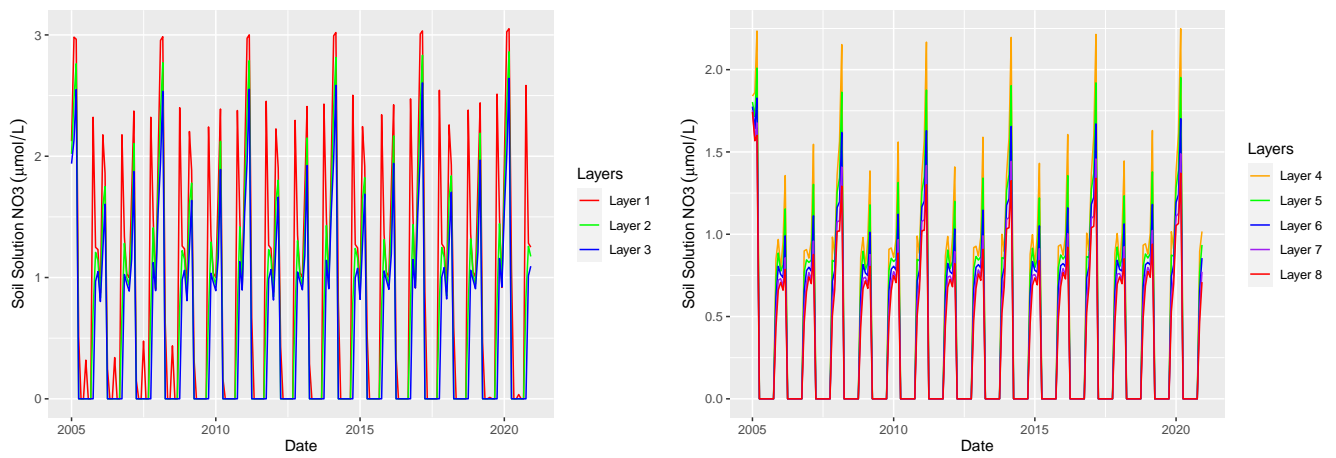 Soil Solution NO3 (μmol/L)
3
2
1
0
2005
2010
2015
2020
Date
Layers
Layer 1
Layer 2
Layer 3
Soil Solution NO3 (μmol/L)
2.0
1.5
1.0
0.5
0.0
2005
2010
2015
2020
Date
Layers
Layer 4
Layer 5
Layer 6
Layer 7
Layer 8